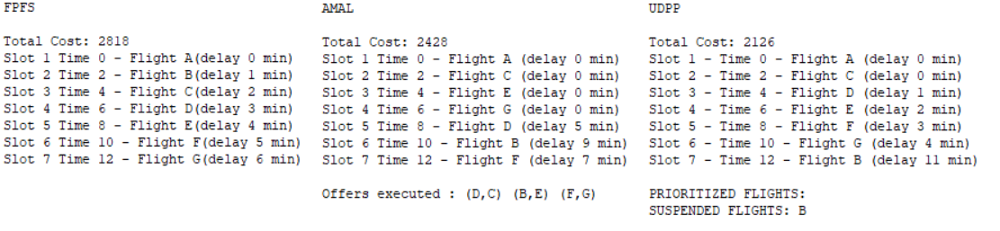 FPFS
Total Cost: 2818
Slot 1 Time 0 - Flight A(delay 0 min)
Slot 2 Time 2 - Flight B(delay 1 min)
Slot 3 Time 4 - Flight C(delay 2 min)
Slot 4 Time 6 - Flight D(delay 3 min)
Slot 5 Time 8 - Flight E(delay 4 min)
Slot 6 Time 10 - Flight F(delay 5 min)
Slot 7 Time 12 - Flight G(delay 6 min)
AMAL
Total Cost: 2428
Slot 1 Time 0 - Flight A (delay 0 min)
Slot 2 Time 2 - Flight C (delay 0 min)
Slot 3 Time 4 - Flight E (delay 0 min)
Slot 4 Time 6 - Flight G (delay 0 min)
Slot 5 Time 8 - Flight D (delay 5 min)
Slot 6 Time 10 - Flight B (delay 9 min)
Slot 7 Time 12 - Flight F (delay 7 min)
Offers executed : (D,C) (B,E) (F,G)
UDPP
Total Cost: 2126
Slot 1 - Time 0 - Flight A (delay 0 min)
Slot 2 - Time 2 - Flight C (delay 0 min)
Slot 3 - Time 4 - Flight D (delay 1 min)
Slot 4 - Time 6 - Flight E (delay 2 min)
Slot 5 - Time 8 - Flight F (delay 3 min)
Slot 6 - Time 10 - Flight G (delay 4 min)
Slot 7 - Time 12 - Flight B (delay 11 min)
PRIORITIZED FLIGHTS:
SUSPENDED FLIGHTS: B